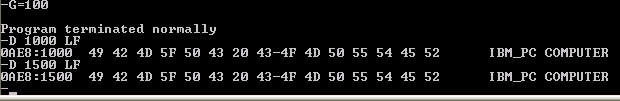 -G=100
Program terminated normally
-D 1000 LF
0AE8:1000  49 42 4D 5F 50 43 20 43-4F 4D 50 55 54 45 52     IBM_PC COMPUTER
-D 1500 LF
0AE8:1500  49 42 4D 5F 50 43 20 43-4F 4D 50 55 54 45 52     IBM_PC COMPUTER
-_